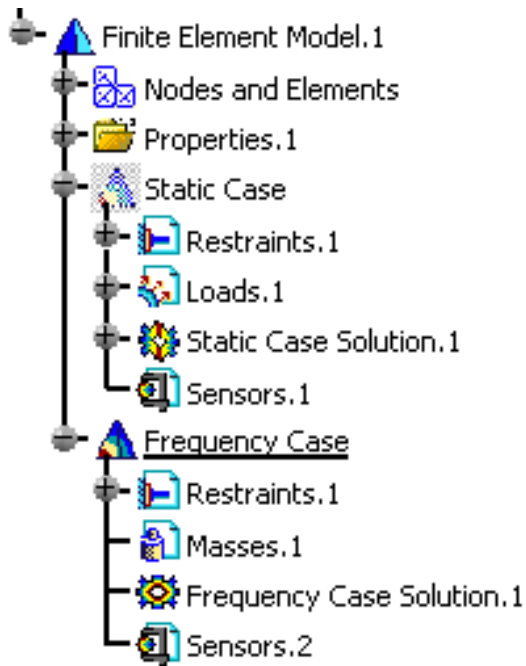 Finite Element Model.1
Nodes and Elements
Properties.1
Static Case
Restraints.1
Loads.1
Static Case Solution.1
Sensors.1
Frequency Case
Restraints.1
Masses.1
Frequency Case Solution.1
Sensors.2